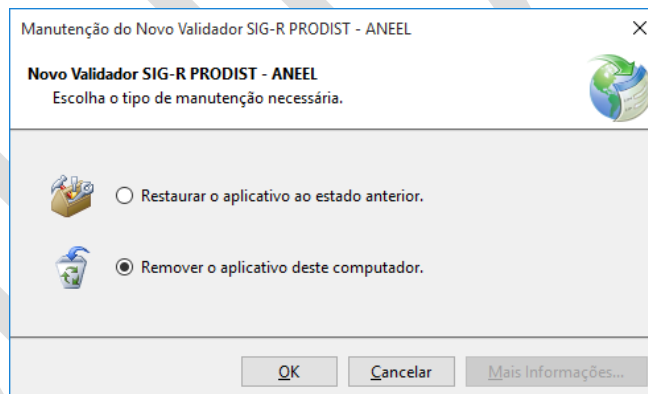 Manutenção do Novo Validador SIG-R PRODIST - ANEEL
Novo Validador SIG-R PRODIST - ANEEL
Escolha o tipo de manutenção necessária.
Restaurar o aplicativo ao estado anterior.
Remover o aplicativo deste computador.
OK Cancelar Mais Informações...